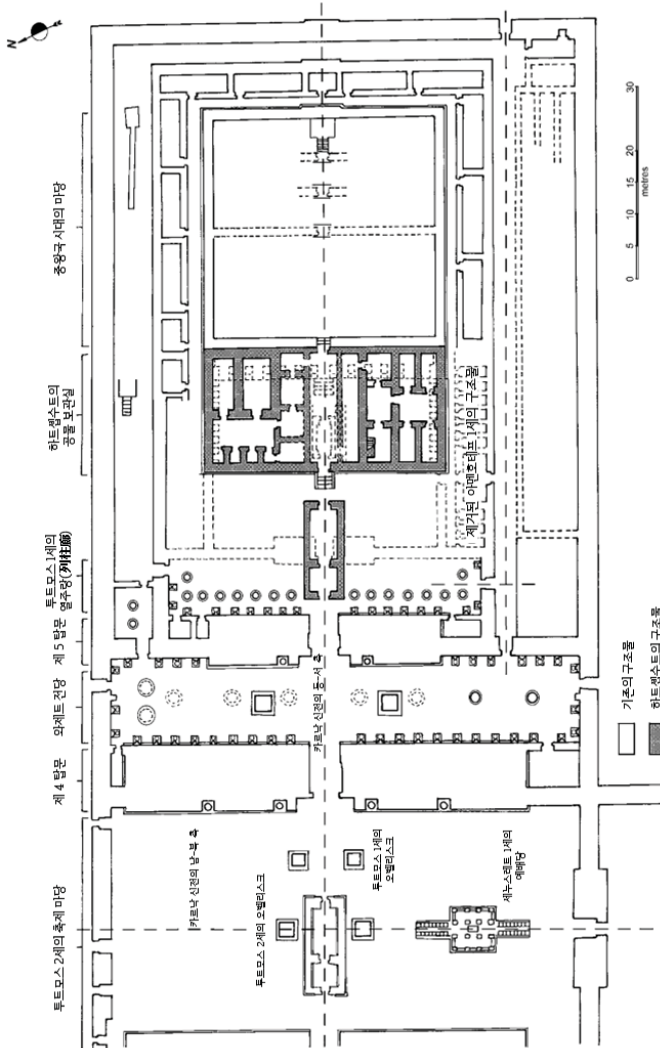 N
중왕국 시대의 마당
하트셉수트의
공물 보관실
투트모스 1세의
열주랑(列柱廊)
제 5 탑문
와제트 전당
제 4 탑문
투트모스 2세의 축제 마당
제거된 아멘호테프 1세의 구조물
카르낙 신전의 동-서 축
카르낙 신전의 남-북 축
투트모스 2세의 오벨리스크
투트모스 1세의
오벨리스크
세누스레트 1세의
예배당
0 5 10 15 20 30
metres
기존의 구조물
하트셉수트의 구조물